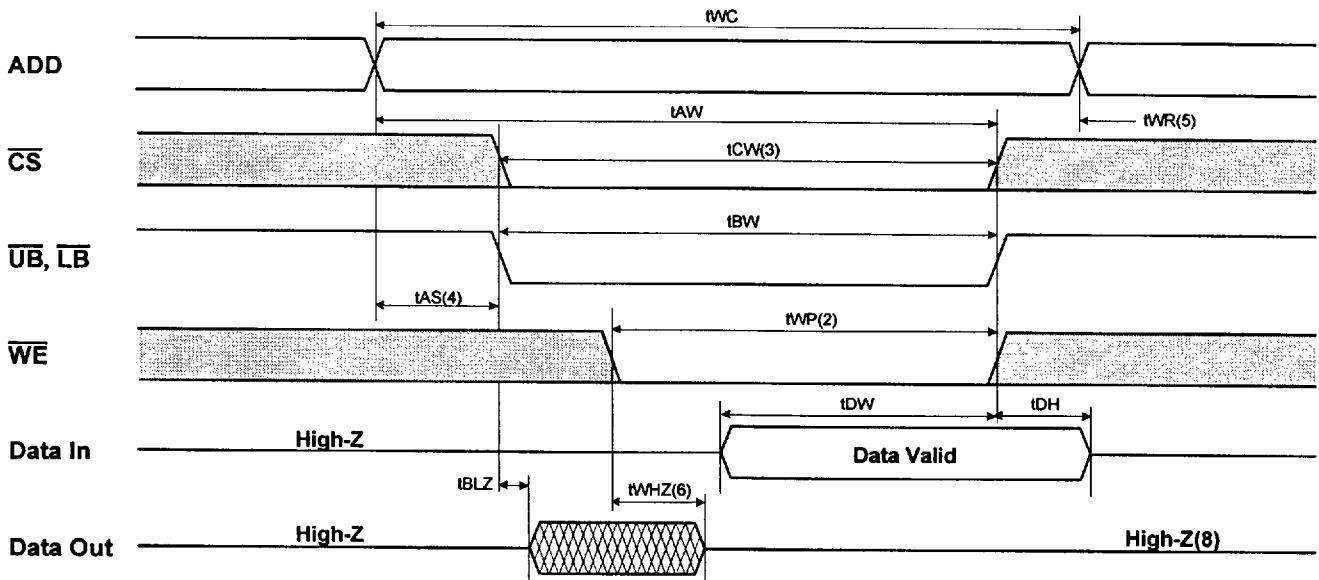 tWC
ADD
tAW
tWR(5)
CS
tCW(3)
UB, LB
tBW
tAS(4)
WE
tWP(2)
tDW
tDH
Data In
High-Z
Data Valid
tBLZ
tWHZ(6)
Data Out
High-Z
High-Z(8)